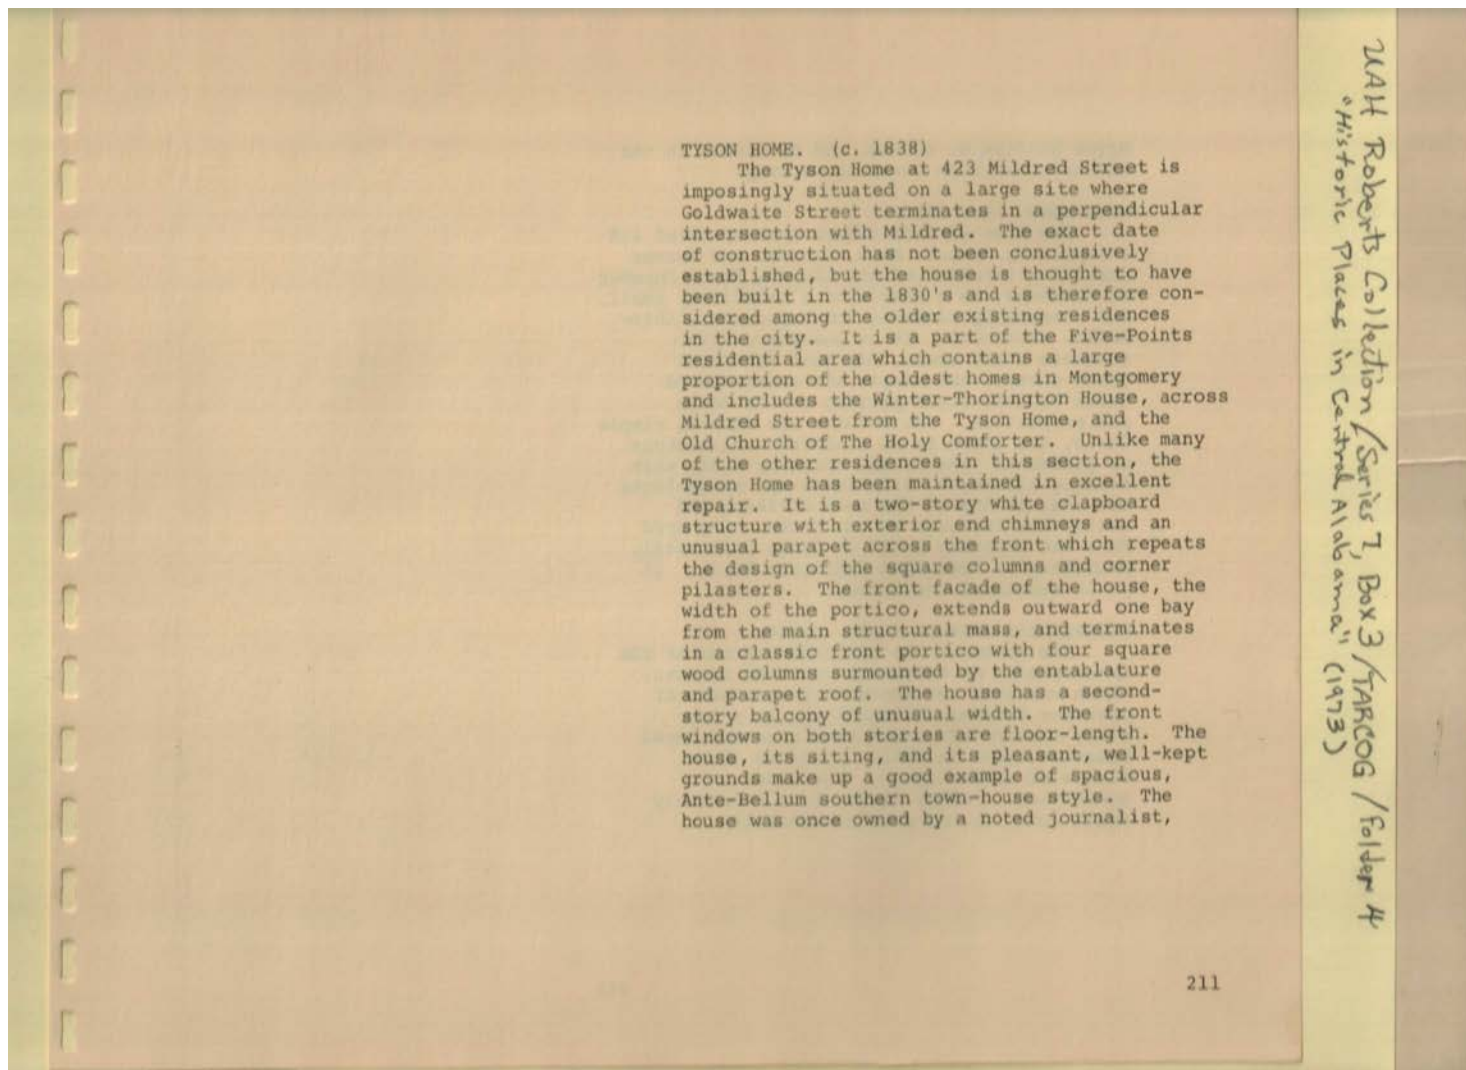 TYSON HOME. (c. 1838)
The Tyson Home at 423 Mildred Street is
imposingly situated on a large site where
Goldwaite Street terminates in a perpendicular
intersection with Mildred. The exact date
of construction has not been conclusively
established, but the house is thought to have
been built in the 1830's and is therefore con-
sidered among the older existing residences
in the city. It is a part of the Five-Points
residential area which contains a large
proportion of the oldest homes in Montgomery
and includes the Winter-Thorington House, across
Mildred Street from the Tyson Home, and the
Old Church of The Holy Comforter. Unlike many
of the other residences in this section, the
Tyson Home has been maintained in excellent
repair. It is a two-story white clapboard
structure with exterior end chimneys and an
unusual parapet across the front which repeats
the design of the square columns and corner
pilasters. The front facade of the house, the
width of the portico, extends outward one bay
from the main structural mass, and terminates
in a classic front portico with four square
wood columns surmounted by the entablature
and parapet roof. The house has a second-
story balcony of unusual width. The front
windows on both stories are floor-length. The
house, its siting, and its pleasant, well-kept
grounds make up a good example of spacious,
Ante-Bellum southern town-house style. The
house was once owned by a noted journalist,
211
UAH Roberts Collection/Series 7, Box 3/TARCOG/Folder 4
"Historic Places in Central Alabama" (1973)